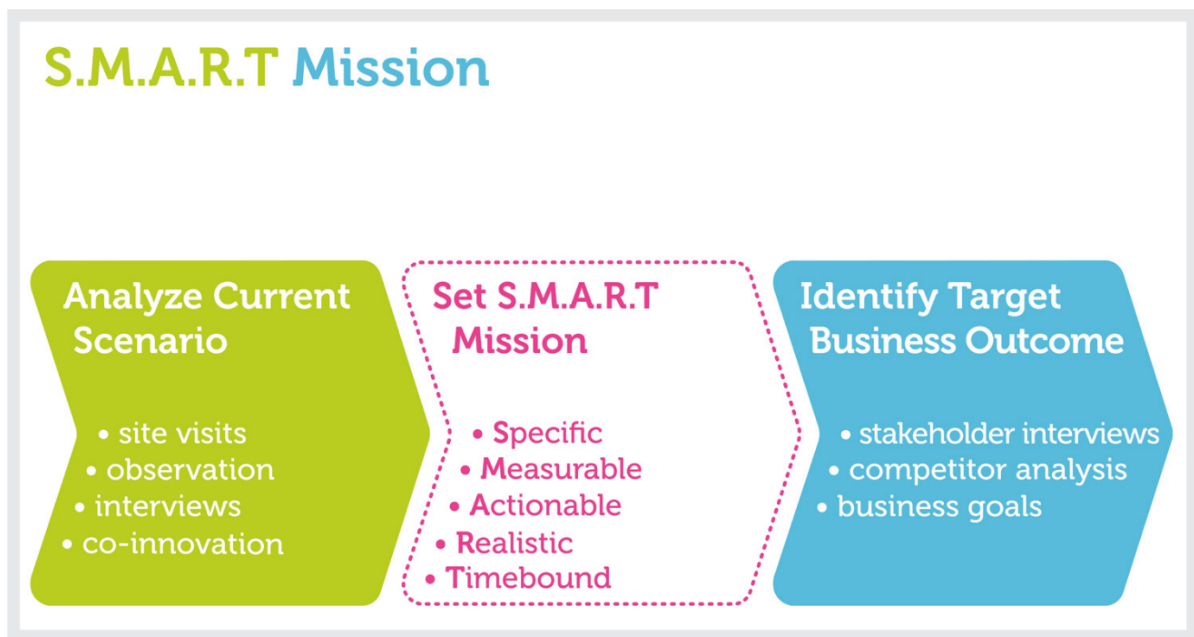 S.M.A.R.T Mission
Analyze Current
Scenario
• site visits
• observation
• interviews
• co-innovation
Set S.M.A.R.T
Mission
• Specific
• Measurable
• Actionable
• Realistic
• Timebound
Identify Target
Business Outcome
• stakeholder interviews
• competitor analysis
• business goals